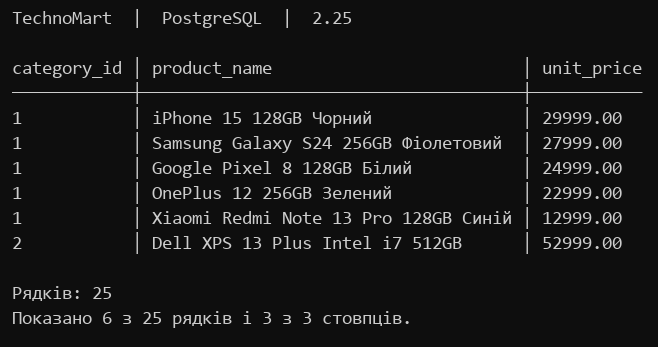 TechnoMart | PostgreSQL | 2.25
category_id | product_name | unit_price
1 | iPhone 15 128GB Чорний | 29999.00
1 | Samsung Galaxy S24 256GB Фіолетовий | 27999.00
1 | Google Pixel 8 128GB Білий | 24999.00
1 | OnePlus 12 256GB Зелений | 22999.00
1 | Xiaomi Redmi Note 13 Pro 128GB Синій | 12999.00
2 | Dell XPS 13 Plus Intel i7 512GB | 52999.00
Рядків: 25
Показано 6 з 25 рядків і 3 з 3 стовпців.